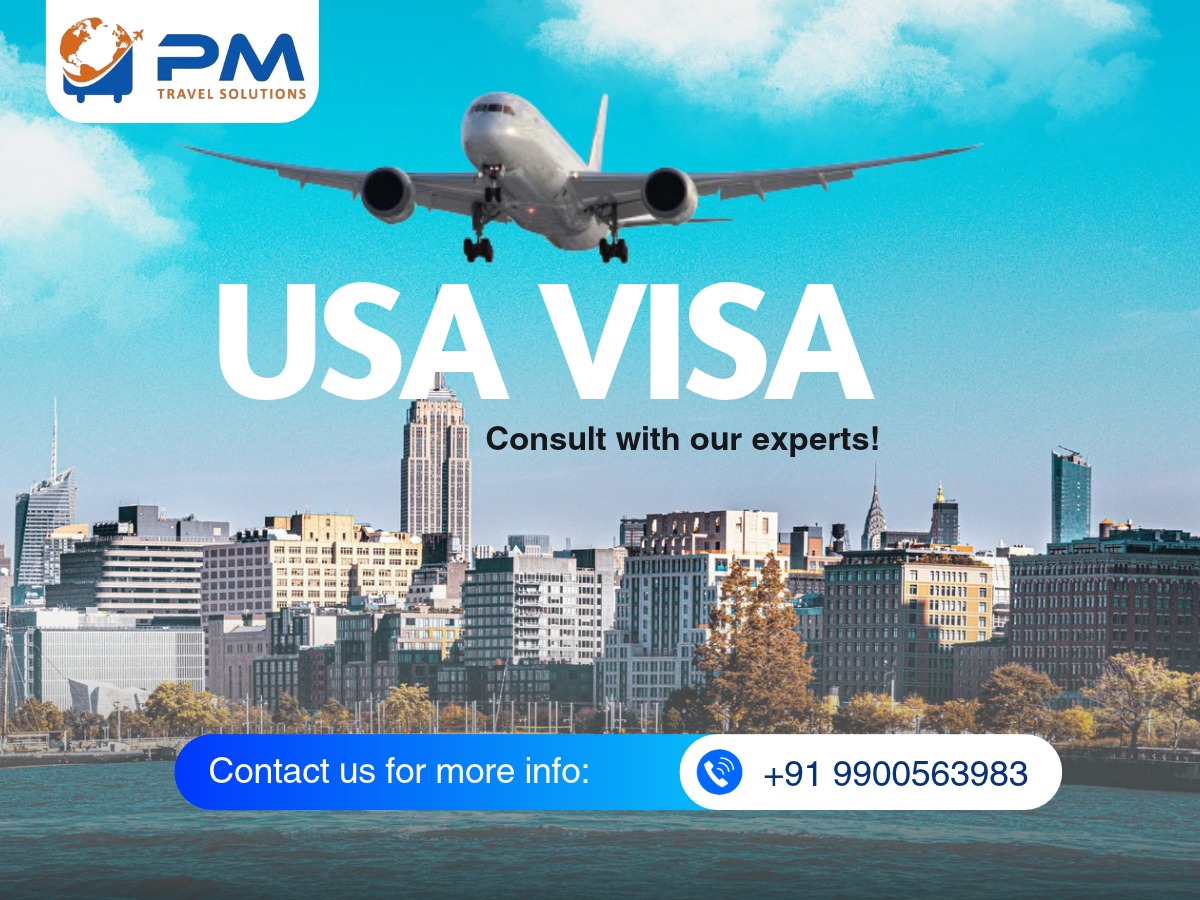 PM
TRAVEL SOLUTIONS
USA VISA
Consult with our experts!
Contact us for more info:
+91 9900563983